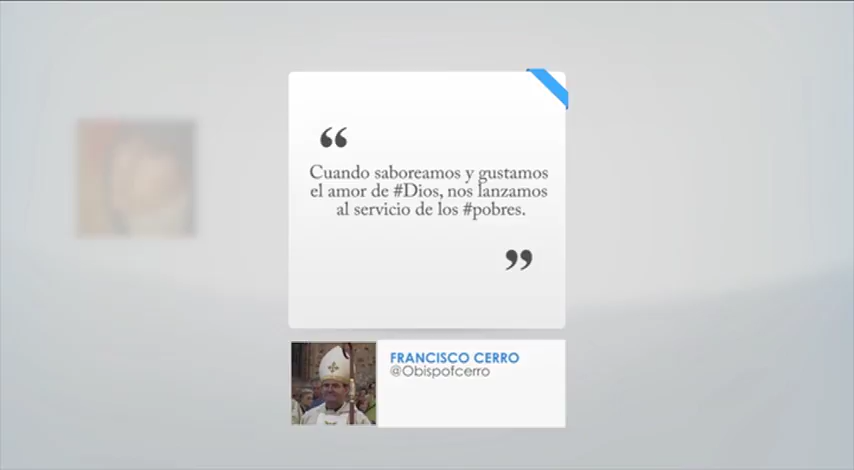 “
Cuando saboreamos y gustamos
el amor de #Dios, nos lanzamos
al servicio de los #pobres.
”
FRANCISCO CERRO
@Obispofcerro